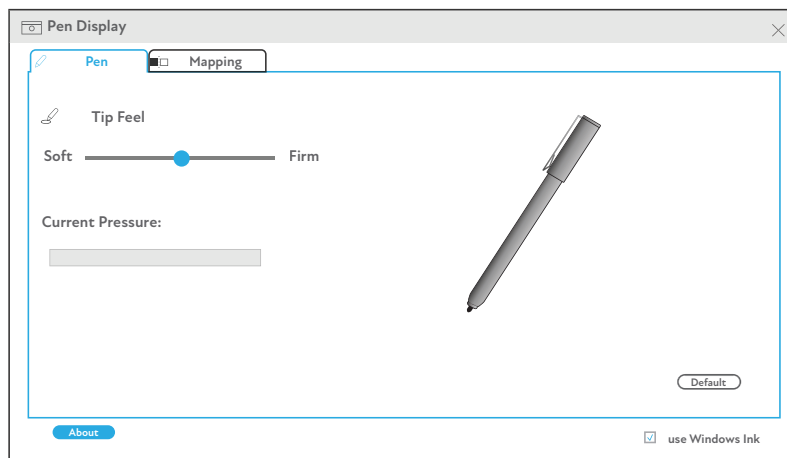 Pen Display
Pen
Mapping
Tip Feel
Soft
Firm
Current Pressure:
Default
About
use Windows Ink